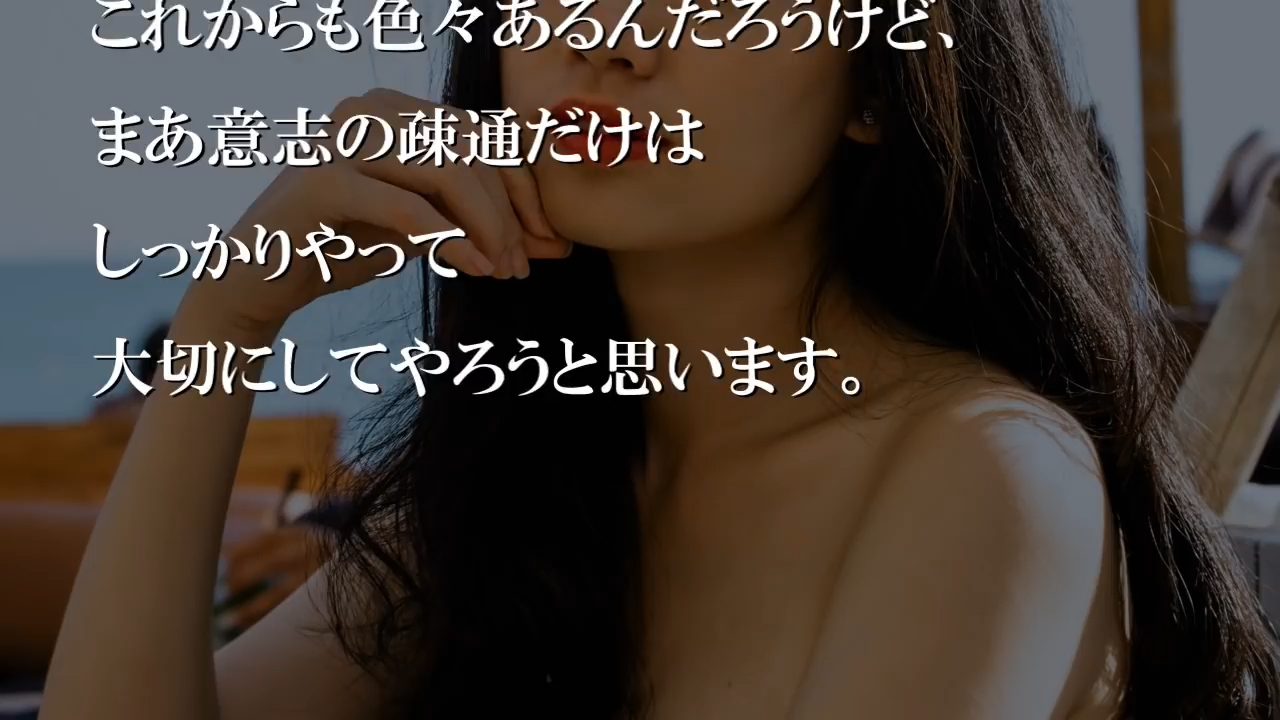 これからも色々あるんだろうけど、
まあ意志の疎通だけは
しっかりやって
大切にしてやろうと思います。